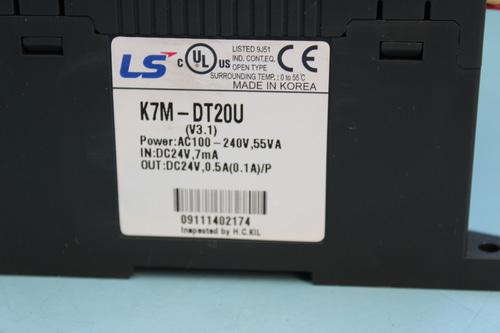 LS c UL US LISTED 9J51
IND. CONT.EQ.
OPEN TYPE
CE
SURROUNDING TEMP. : 0 to 55℃
MADE IN KOREA
K7M-DT20U
(V3.1)
Power:AC100-240V,55VA
IN:DC24V,7mA
OUT:DC24V,0.5A(0.1A)/P
09111402174
Inspected by H.C.KIL